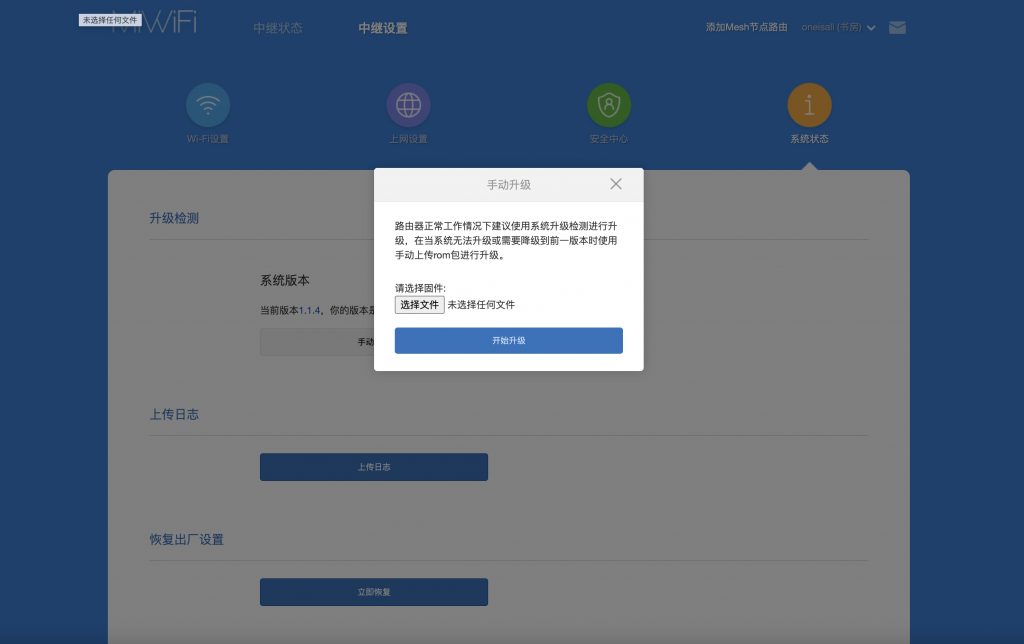 未选择任何文件
MiWiFi
中继状态
中继设置
添加Mesh节点路由
oneisall (书房)
Wi-Fi设置
上网设置
安全中心
系统状态
手动升级
升级检测
路由器正常工作情况下建议使用系统升级检测进行升
级，在当系统无法升级或需要降级到前一版本时使用
手动上传rom包进行升级。
系统版本
请选择固件:
选择文件 未选择任何文件
当前版本1.1.4，你的版本是
手动
开始升级
上传日志
上传日志
恢复出厂设置
立即恢复